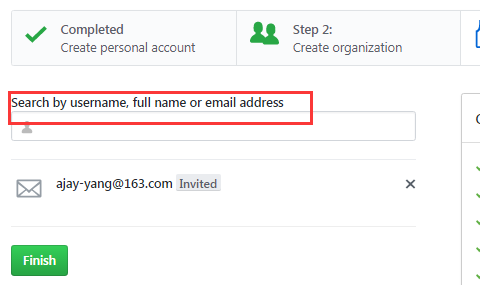 Completed
Create personal account
Step 2:
Create organization
Search by username, full name or email address
ajay-yang@163.com Invited
Finish